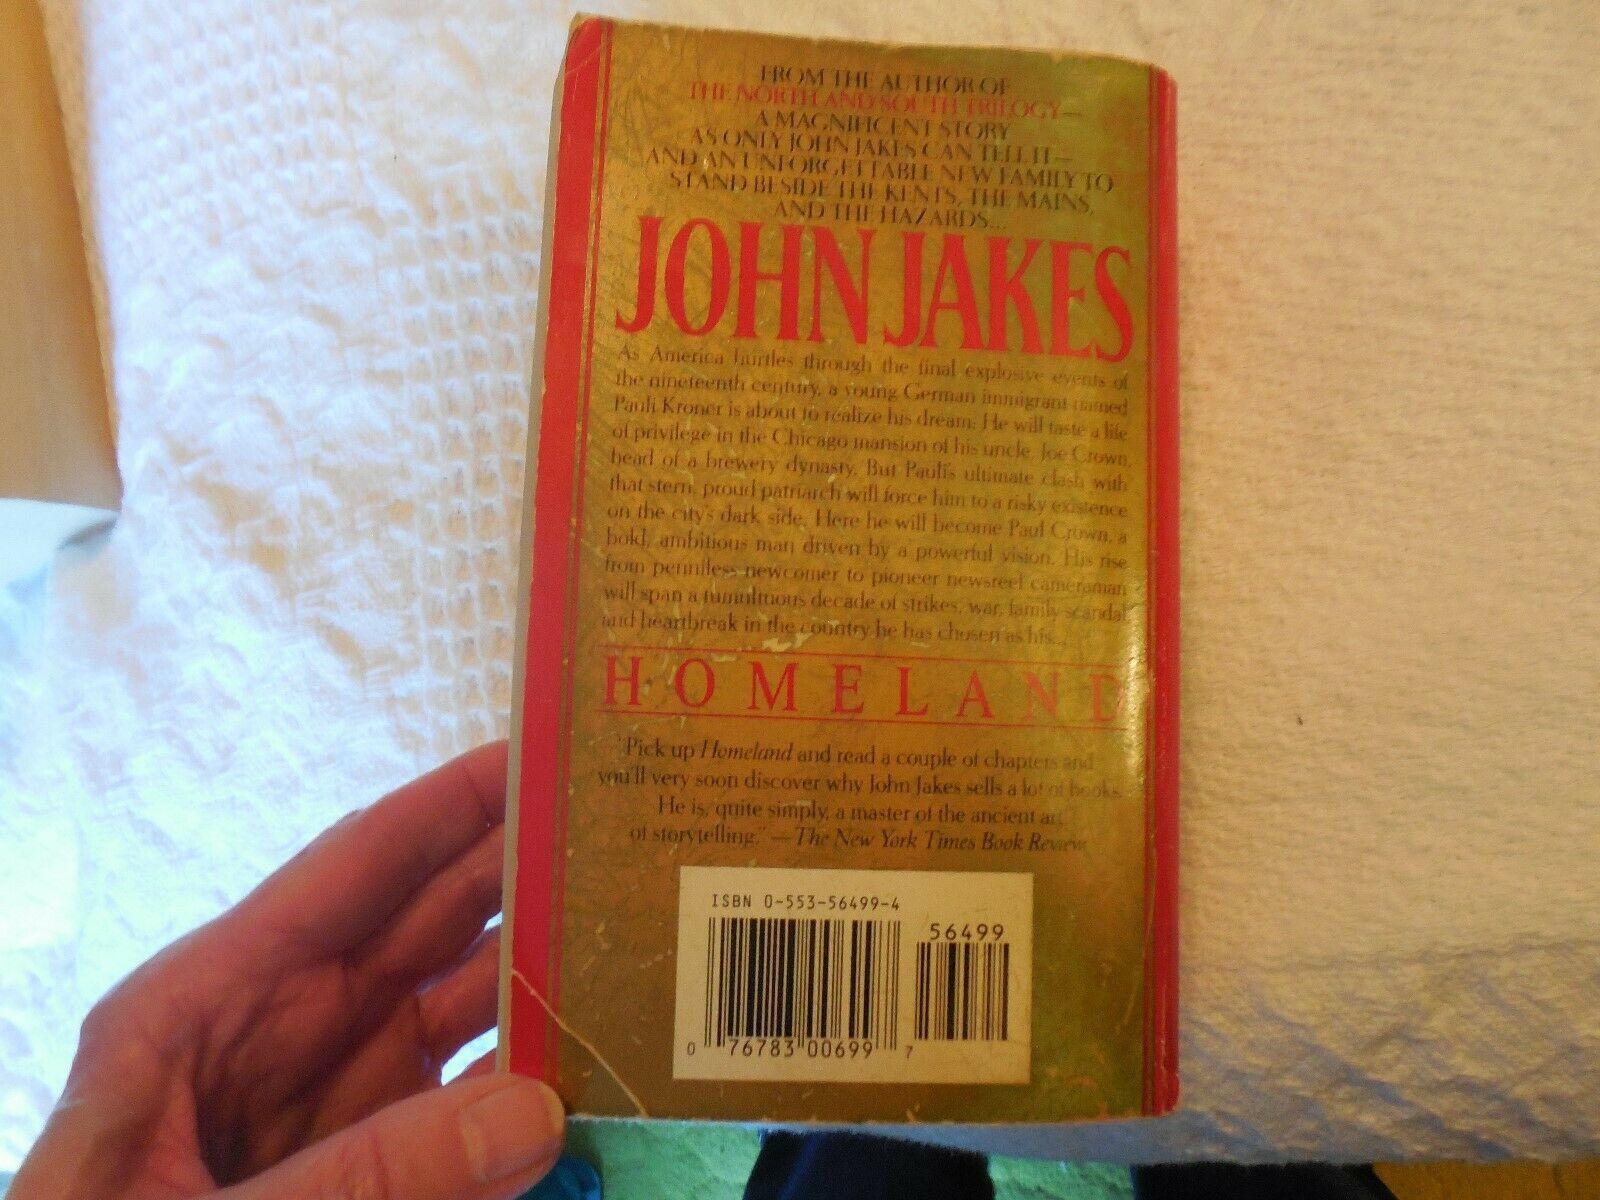 FROM THE AUTHOR OF
THE NORTH AND SOUTH TRILOGY—
A MAGNIFICENT STORY
AS ONLY JOHN JAKES CAN TELL IT—
AND AN UNFORGETTABLE NEW FAMILY TO
STAND BESIDE THE KENTS, THE MAINS,
AND THE HAZARDS...
JOHN JAKES
As America hurtles through the final explosive events of
the nineteenth century, a young German immigrant named
Pauli Kroner is about to realize his dream: He will taste a life
of privilege in the Chicago mansion of his uncle, Joe Crown,
head of a brewery dynasty. But Pauli's ultimate clash with
that stern, proud patriarch will force him to a risky existence
on the city's dark side. Here he will become Paul Crown, a
bold, ambitious man driven by a powerful vision. His rise
from penniless newcomer to pioneer newsreel cameraman
will span a tumultuous decade of strikes, war, family scandal
and heartbreak in the country he has chosen as his...
HOMELAND
"Pick up Homeland and read a couple of chapters and
you'll very soon discover why John Jakes sells a lot of books.
He is, quite simply, a master of the ancient art
of storytelling." —The New York Times Book Review
ISBN 0-553-56499-4
56499
0 76783 00699 7